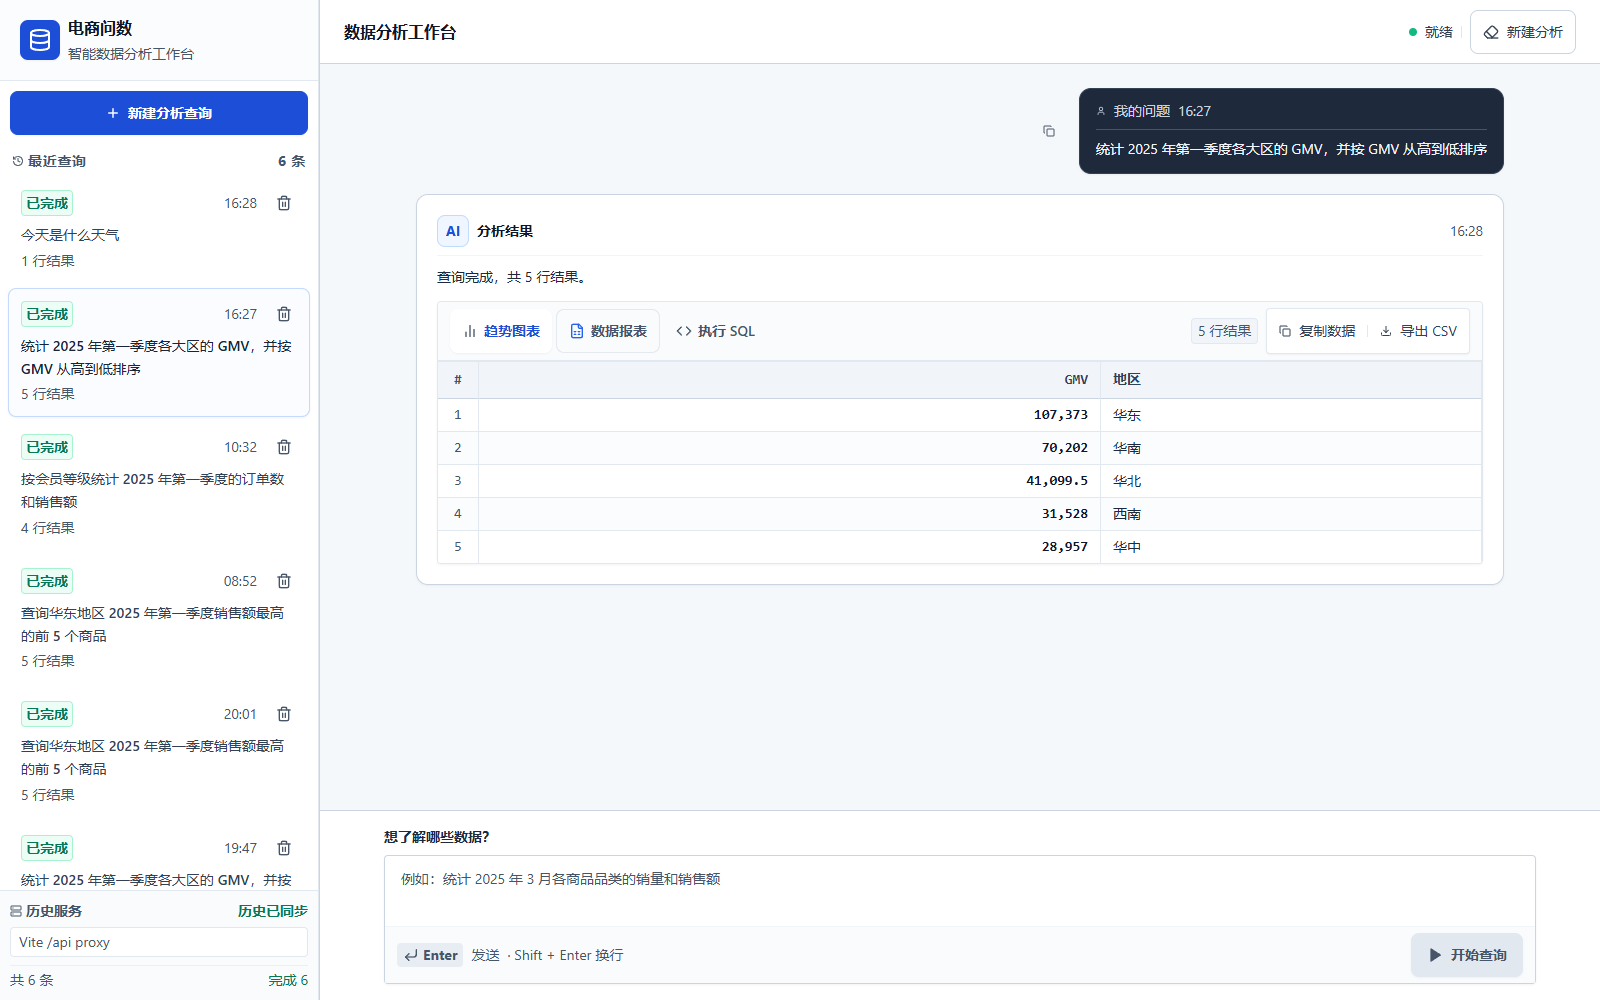 电商问数
智能数据分析工作台
新建分析查询
最近查询 6 条
已完成 16:28
今天是什么天气
1 行结果
已完成 16:27
统计 2025 年第一季度各大区的 GMV，并按
GMV 从高到低排序
5 行结果
已完成 10:32
按会员等级统计 2025 年第一季度的订单数
和销售额
4 行结果
已完成 08:52
查询华东地区 2025 年第一季度销售额最高
的前 5 个商品
5 行结果
已完成 20:01
查询华东地区 2025 年第一季度销售额最高
的前 5 个商品
5 行结果
已完成 19:47
统计 2025 年第一季度各大区的 GMV，并按
历史服务 历史已同步
Vite /api proxy
共 6 条 完成 6
数据分析工作台
就绪 新建分析
我的问题 16:27
统计 2025 年第一季度各大区的 GMV，并按 GMV 从高到低排序
AI 分析结果 16:28
查询完成，共 5 行结果。
趋势图表 数据报表 执行 SQL 5 行结果 复制数据 导出 CSV
# GMV 地区
1 107,373 华东
2 70,202 华南
3 41,099.5 华北
4 31,528 西南
5 28,957 华中
想了解哪些数据？
例如：统计 2025 年 3 月各商品品类的销量和销售额
Enter 发送 · Shift + Enter 换行 开始查询